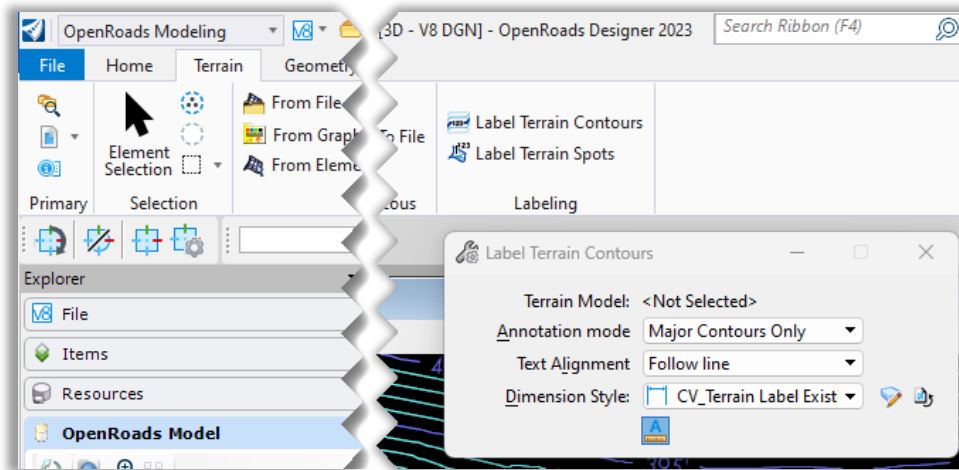 OpenRoads Modeling
[3D - V8 DGN] - OpenRoads Designer 2023
Search Ribbon (F4)
File
Home
Terrain
Geometry
Element
Selection
From File
From Graph
To File
From Eleme
Label Terrain Contours
Label Terrain Spots
Primary
Selection
Labeling
Explorer
File
Items
Resources
OpenRoads Model
Label Terrain Contours
Terrain Model: <Not Selected>
Annotation mode Major Contours Only
Text Alignment Follow line
Dimension Style: CV_Terrain Label Exist